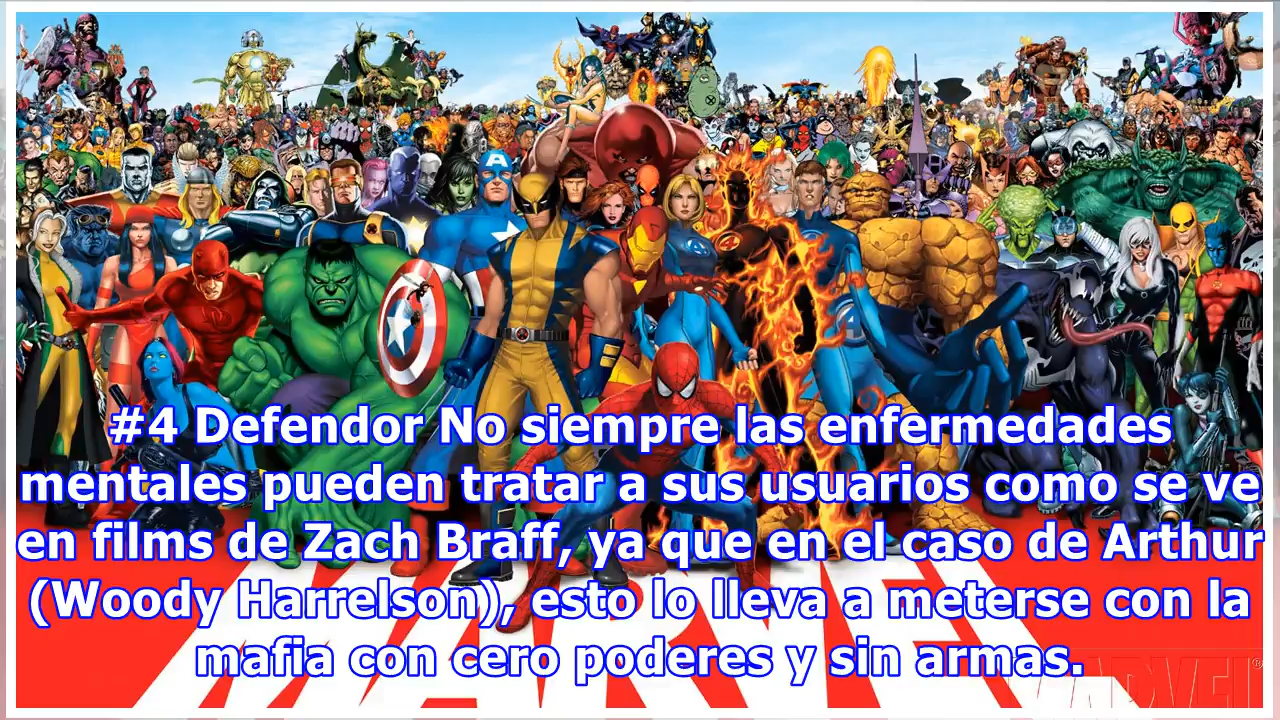 #4 Defendor No siempre las enfermedades
mentales pueden tratar a sus usuarios como se ve
en films de Zach Braff, ya que en el caso de Arthur
(Woody Harrelson), esto lo lleva a meterse con la
mafia con cero poderes y sin armas.
MARVEL
MARVEL®